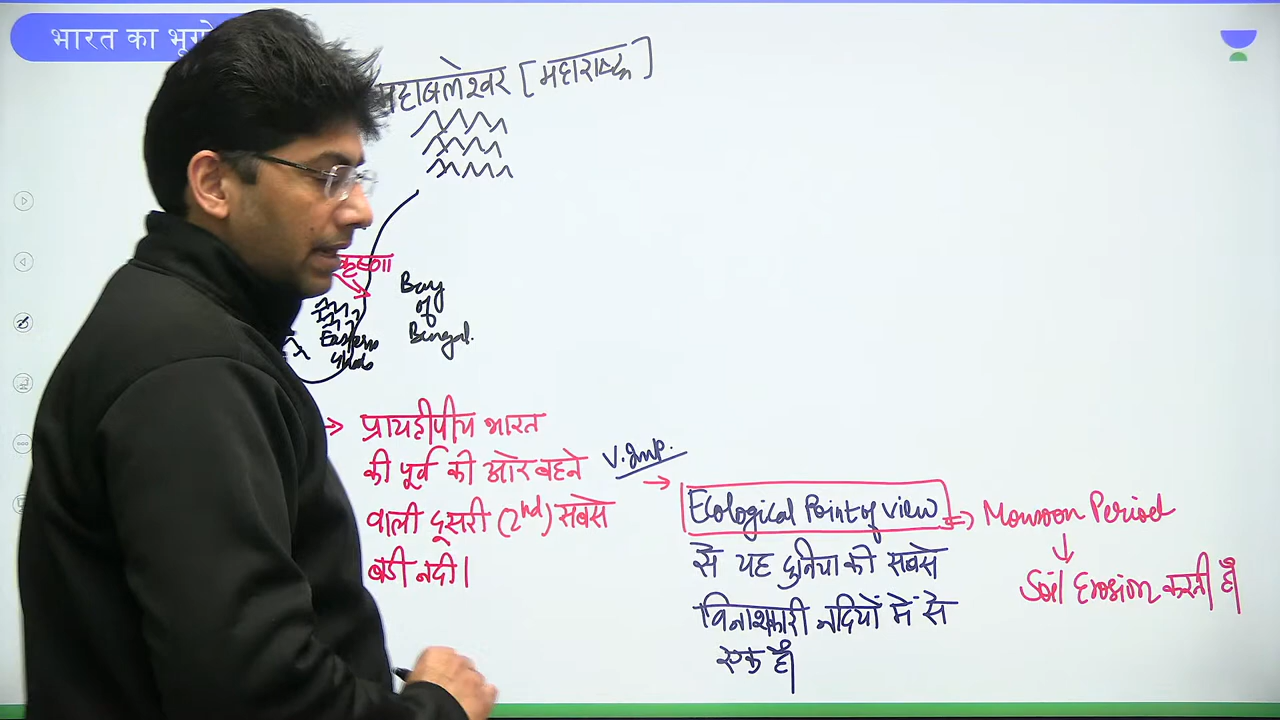 भारत का भूगो
महाबलेश्वर [महाराष्ट्र]
कृष्णा
Bay
of
Bengal.
Eastern
Ghats
→ प्रायद्वीपीय भारत
की पूर्व की ओर बहने
वाली दूसरी (2nd) सबसे
बडी नदी।
V. Imp.
→ Ecological Point of view => Monsoon Period
से यह दुनिया की सबसे
विनाशकारी नदियों में से
एक है।
↓
Soil Erosion करती है।